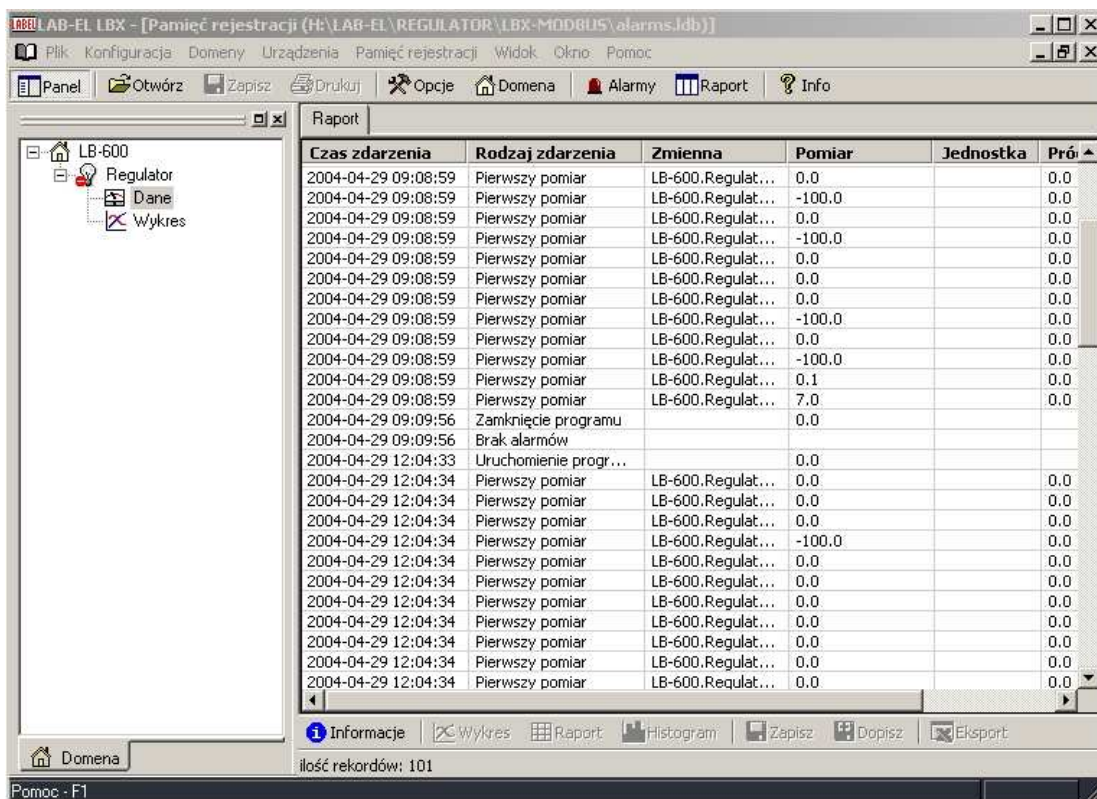 LABEL LAB-EL LBX - [Pamięć rejestracji (H:\LAB-EL\REGULATOR\LBX-MODBUS\alarms.ldb)]
Plik Konfiguracja Domeny Urządzenia Pamięć rejestracji Widok Okno Pomoc
Panel Otwórz Zapisz Drukuj Opcje Domena Alarmy Raport Info
Raport
LB-600
Regulator
Dane
Wykres
Czas zdarzenia Rodzaj zdarzenia Zmienna Pomiar Jednostka Pró
2004-04-29 09:08:59 Pierwszy pomiar LB-600.Regulat... 0.0 0.0
2004-04-29 09:08:59 Pierwszy pomiar LB-600.Regulat... -100.0 0.0
2004-04-29 09:08:59 Pierwszy pomiar LB-600.Regulat... 0.0 0.0
2004-04-29 09:08:59 Pierwszy pomiar LB-600.Regulat... -100.0 0.0
2004-04-29 09:08:59 Pierwszy pomiar LB-600.Regulat... 0.0 0.0
2004-04-29 09:08:59 Pierwszy pomiar LB-600.Regulat... 0.0 0.0
2004-04-29 09:08:59 Pierwszy pomiar LB-600.Regulat... 0.0 0.0
2004-04-29 09:08:59 Pierwszy pomiar LB-600.Regulat... -100.0 0.0
2004-04-29 09:08:59 Pierwszy pomiar LB-600.Regulat... 0.0 0.0
2004-04-29 09:08:59 Pierwszy pomiar LB-600.Regulat... -100.0 0.0
2004-04-29 09:08:59 Pierwszy pomiar LB-600.Regulat... 0.1 0.0
2004-04-29 09:08:59 Pierwszy pomiar LB-600.Regulat... 7.0 0.0
2004-04-29 09:09:56 Zamknięcie programu 0.0
2004-04-29 09:09:56 Brak alarmów
2004-04-29 12:04:33 Uruchomienie progr... 0.0
2004-04-29 12:04:34 Pierwszy pomiar LB-600.Regulat... 0.0 0.0
2004-04-29 12:04:34 Pierwszy pomiar LB-600.Regulat... 0.0 0.0
2004-04-29 12:04:34 Pierwszy pomiar LB-600.Regulat... 0.0 0.0
2004-04-29 12:04:34 Pierwszy pomiar LB-600.Regulat... -100.0 0.0
2004-04-29 12:04:34 Pierwszy pomiar LB-600.Regulat... 0.0 0.0
2004-04-29 12:04:34 Pierwszy pomiar LB-600.Regulat... 0.0 0.0
2004-04-29 12:04:34 Pierwszy pomiar LB-600.Regulat... 0.0 0.0
2004-04-29 12:04:34 Pierwszy pomiar LB-600.Regulat... 0.0 0.0
2004-04-29 12:04:34 Pierwszy pomiar LB-600.Regulat... 0.0 0.0
2004-04-29 12:04:34 Pierwszy pomiar LB-600.Regulat... 0.0 0.0
2004-04-29 12:04:34 Pierwszy pomiar LB-600.Regulat... 0.0 0.0
Informacje Wykres Raport Histogram Zapisz Dopisz Eksport
Domena
ilość rekordów: 101
Pomoc - F1